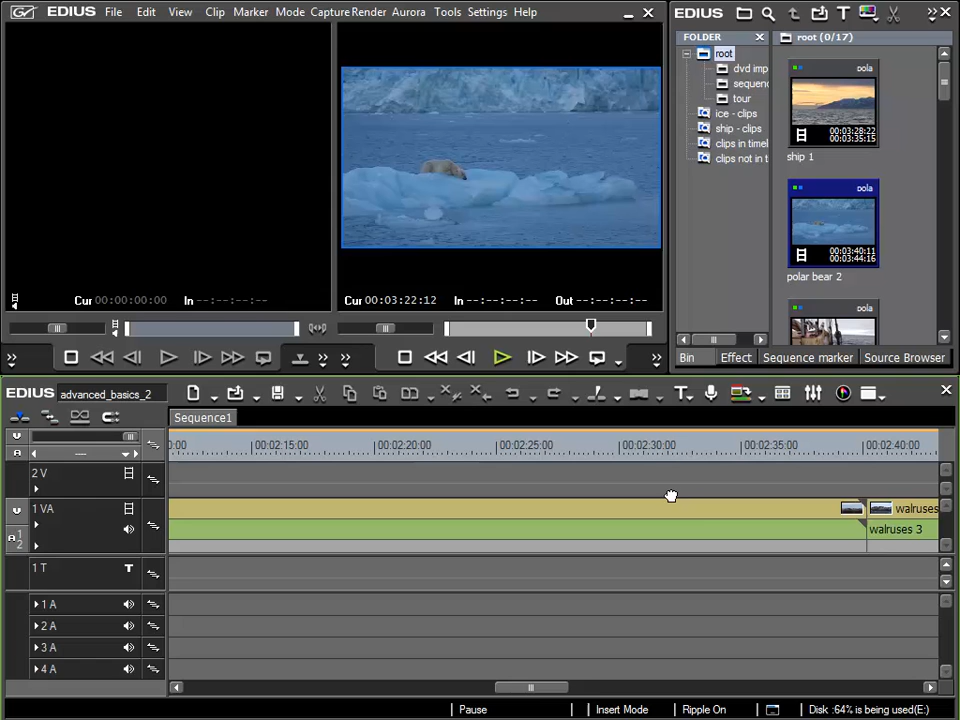 EDIUS File Edit View Clip Marker Mode Capture Render Aurora Tools Settings Help
Cur 00:00:00:00 In --:--:--:--
Cur 00:03:22:12 In --:--:--:-- Out --:--:--:--
EDIUS
FOLDER
root
dvd imp
sequenc
tour
ice - clips
ship - clips
clips in timel
clips not in t
root (0/17)
pola
00:03:28:22
00:03:35:15
ship 1
pola
00:03:40:11
00:03:44:16
polar bear 2
pola
Bin Effect Sequence marker Source Browser
EDIUS advanced_basics_2
Sequence1
0:00 00:02:15:00 00:02:20:00 00:02:25:00 00:02:30:00 00:02:35:00 00:02:40:00
2 V
1 VA
walruses
1
2
walruses 3
1 T T
1 A
2 A
3 A
4 A
Pause Insert Mode Ripple On Disk :64% is being used(E:)